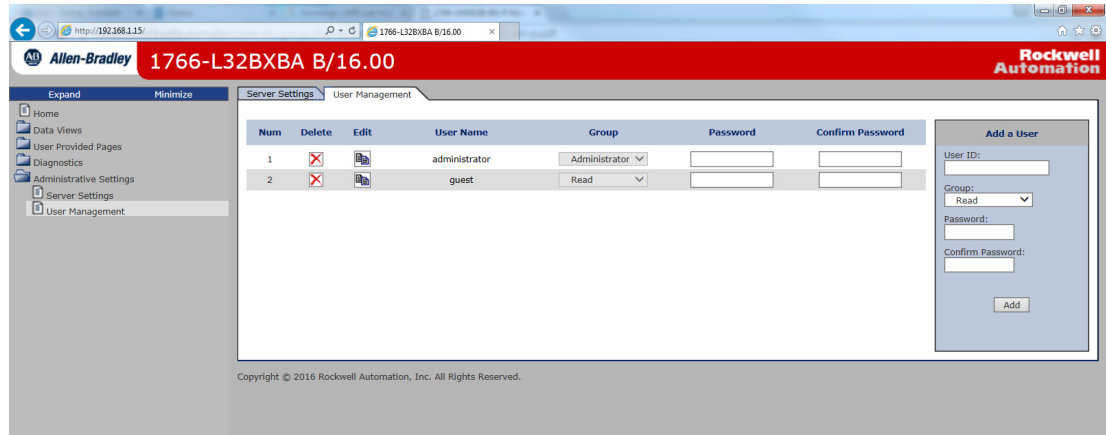 http://192.168.1.15/
1766-L32BXBA B/16.00
AB Allen-Bradley
1766-L32BXBA B/16.00
Rockwell
Automation
Expand Minimize
Home
Data Views
User Provided Pages
Diagnostics
Administrative Settings
Server Settings
User Management
Server Settings User Management
Num Delete Edit User Name Group Password Confirm Password
1 administrator Administrator
2 guest Read
Add a User
User ID:
Group:
Read
Password:
Confirm Password:
Add
Copyright © 2016 Rockwell Automation, Inc. All Rights Reserved.